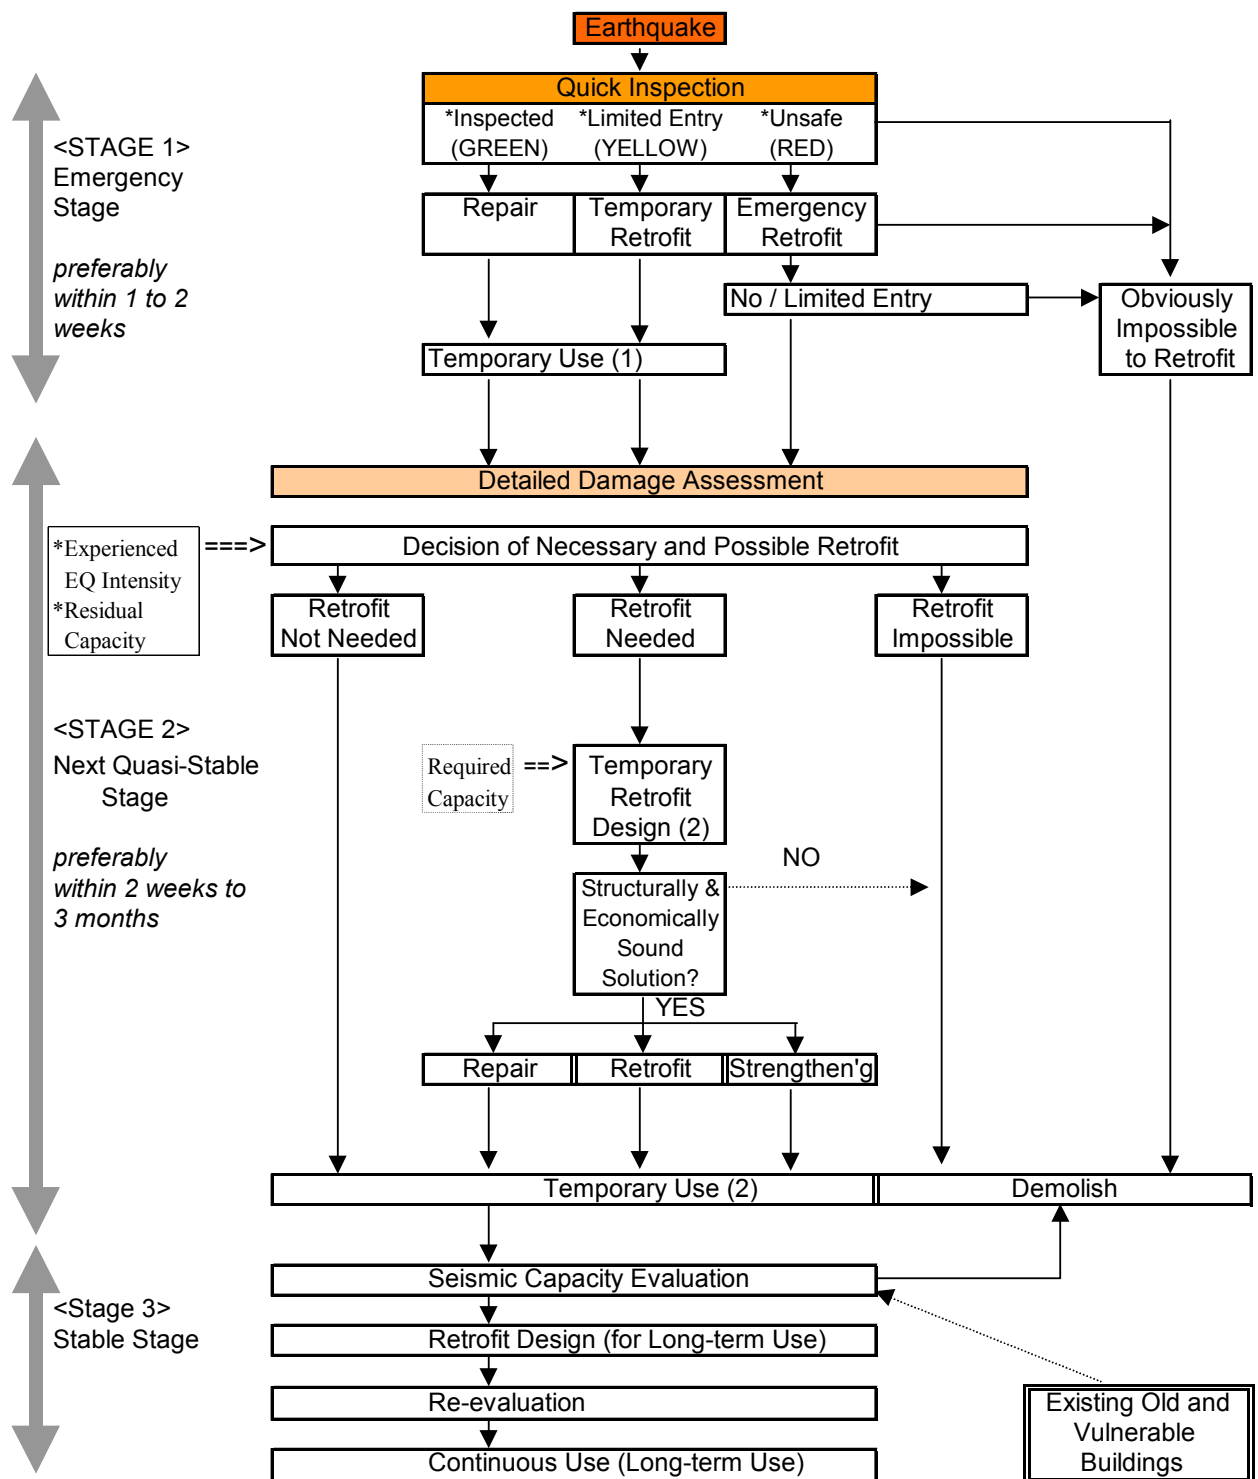 Earthquake
Quick Inspection
*Inspected
(GREEN)
*Limited Entry
(YELLOW)
*Unsafe
(RED)
<STAGE 1>
Emergency
Stage
preferably
within 1 to 2
weeks
Repair
Temporary
Retrofit
Emergency
Retrofit
No / Limited Entry
Obviously
Impossible
to Retrofit
Temporary Use (1)
Detailed Damage Assessment
*Experienced
EQ Intensity
*Residual
Capacity
===>
Decision of Necessary and Possible Retrofit
Retrofit
Not Needed
Retrofit
Needed
Retrofit
Impossible
<STAGE 2>
Next Quasi-Stable
Stage
preferably
within 2 weeks to
3 months
Required
Capacity
==>
Temporary
Retrofit
Design (2)
NO
Structurally &
Economically
Sound
Solution?
YES
Repair
Retrofit
Strengthen'g
Temporary Use (2)
Demolish
<Stage 3>
Stable Stage
Seismic Capacity Evaluation
Retrofit Design (for Long-term Use)
Re-evaluation
Continuous Use (Long-term Use)
Existing Old and
Vulnerable
Buildings